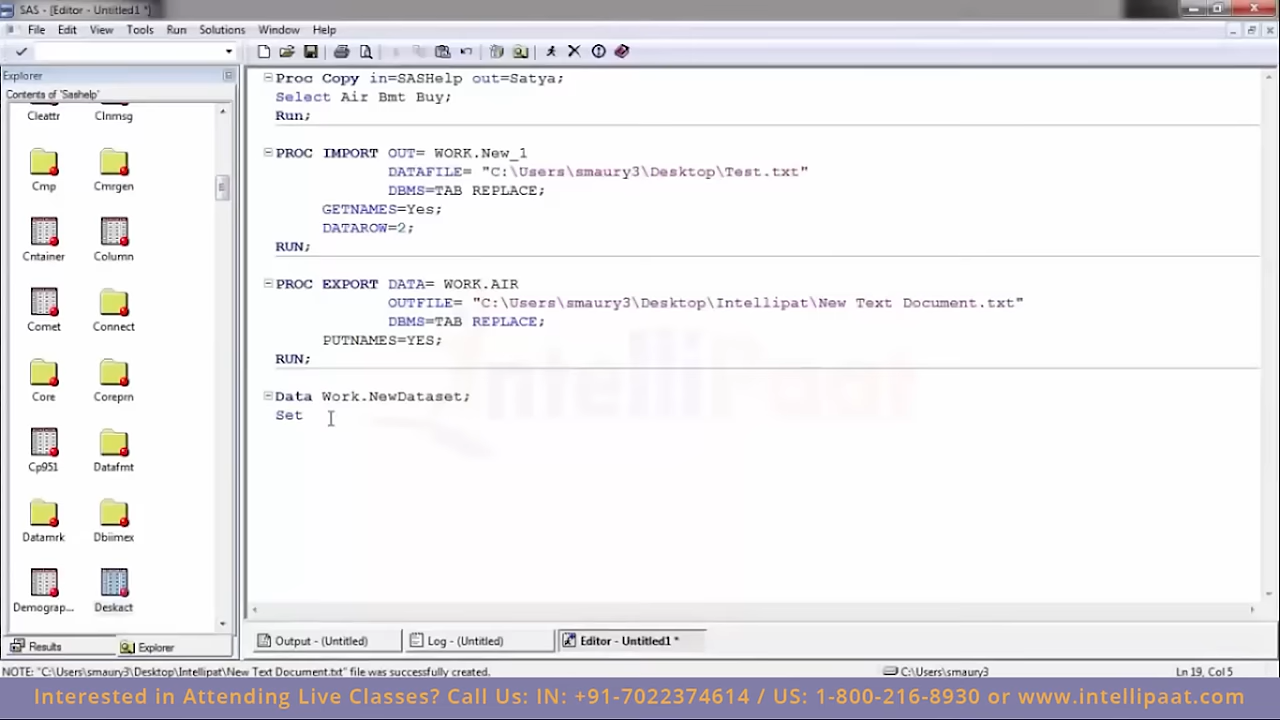 SAS - [Editor - Untitled1 *]
File Edit View Tools Run Solutions Window Help
Explorer
Contents of 'Sashelp'
Cleattr Clnmsg
Cmp Cmrgen
Cntainer Column
Comet Connect
Core Coreprn
Cp951 Datafmt
Datamrk Dbiimex
Demograp... Deskact
Results Explorer
Proc Copy in=SASHelp out=Satya;
Select Air Bmt Buy;
Run;
PROC IMPORT OUT= WORK.New_1
DATAFILE= "C:\Users\smaury3\Desktop\Test.txt"
DBMS=TAB REPLACE;
GETNAMES=Yes;
DATAROW=2;
RUN;
PROC EXPORT DATA= WORK.AIR
OUTFILE= "C:\Users\smaury3\Desktop\Intellipat\New Text Document.txt"
DBMS=TAB REPLACE;
PUTNAMES=YES;
RUN;
Data Work.NewDataset;
Set
IntelliPaat
Output - (Untitled) Log - (Untitled) Editor - Untitled1 *
NOTE: "C:\Users\smaury3\Desktop\Intellipat\New Text Document.txt" file was successfully created. C:\Users\smaury3 Ln 19, Col 5
Interested in Attending Live Classes? Call Us: IN: +91-7022374614 / US: 1-800-216-8930 or www.intellipaat.com